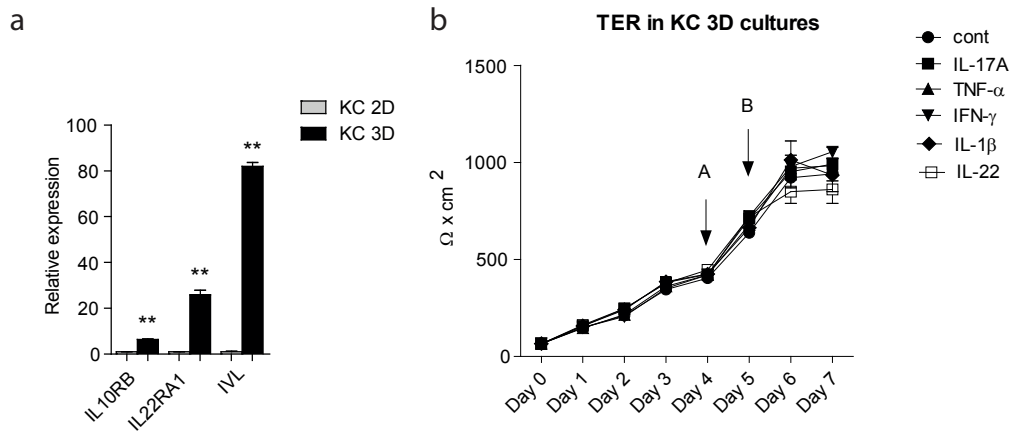 a
KC 2D
KC 3D
Relative expression
100
80
60
40
20
0
**
**
**
IL10RB
IL22RA1
IVL
b
TER in KC 3D cultures
Ω x cm 2
1500
1000
500
0
A
B
Day 0
Day 1
Day 2
Day 3
Day 4
Day 5
Day 6
Day 7
cont
IL-17A
TNF-α
IFN-γ
IL-1β
IL-22